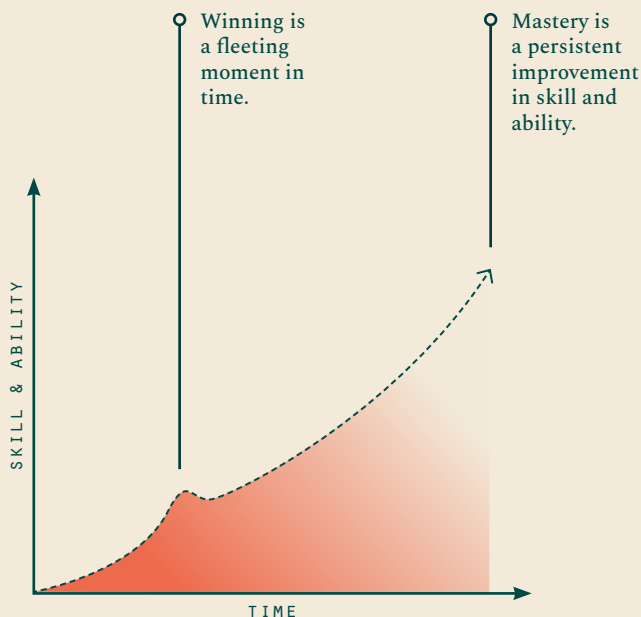 Winning is
a fleeting
moment in
time.
Mastery is
a persistent
improvement
in skill and
ability.
SKILL & ABILITY
TIME